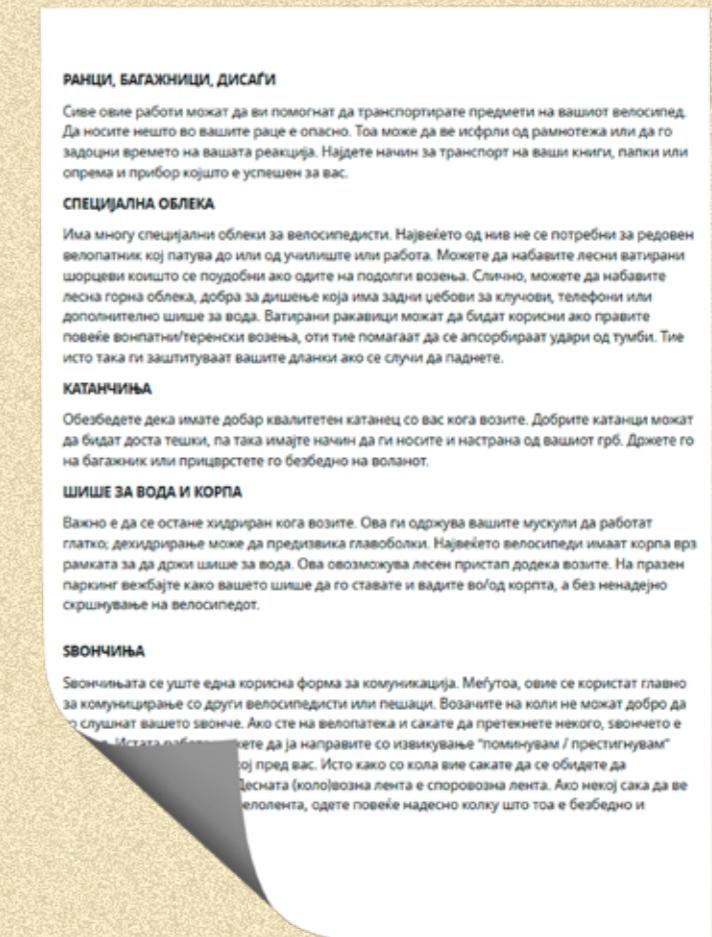 РАНЦИ, БАГАЖНИЦИ, ДИСАЃИ
Сиве овие работи можат да ви помогнат да транспортирате предмети на вашиот велосипед.
Да носите нешто во вашите раце е опасно. Тоа може да ве исфрли од рамнотежа или да го
задоцни времето на вашата реакција. Најдете начин за транспорт на ваши книги, папки или
опрема и прибор којшто е успешен за вас.
СПЕЦИЈАЛНА ОБЛЕКА
Има многу специјални облеки за велосипедисти. Највеќето од нив не се потребни за редовен
велопатник кој патува до или од училиште или работа. Можете да набавите лесни ватирани
шорцеви коишто се поудобни ако одите на подолги возења. Слично, можете да набавите
лесна горна облека, добра за дишење која има задни џебови за клучови, телефони или
дополнително шише за вода. Ватирани ракавици можат да бидат корисни ако правите
повеќе вонпатни/теренски возења, оти тие помагаат да се апсорбираат удари од тумби. Тие
исто така ги заштитуваат вашите дланки ако се случи да паднете.
КАТАНЧИЊА
Обезбедете дека имате добар квалитетен катанец со вас кога возите. Добрите катанци можат
да бидат доста тешки, па така имајте начин да ги носите и настрана од вашиот грб. Држете го
на багажник или прицврстете го безбедно на воланот.
ШИШЕ ЗА ВОДА И КОРПА
Важно е да се остане хидриран кога возите. Ова ги одржува вашите мускули да работат
глатко; дехидрирање може да предизвика главоболки. Највеќето велосипеди имаат корпа врз
рамката за да држи шише за вода. Ова овозможува лесен пристап додека возите. На празен
паркинг вежбајте како вашето шише да го ставате и вадите во/од корпта, а без ненадејно
скршнување на велосипедот.
ЅВОНЧИЊА
Ѕвончињата се уште една корисна форма за комуникација. Меѓутоа, овие се користат главно
за комуницирање со други велосипедисти или пешаци. Возачите на коли не можат добро да
го слушнат вашето ѕвонче. Ако сте на велопатека и сакате да претекнете некого, ѕвончето е
Истата да ја направите со извикување “поминувам / престигнувам”
пред вас. Исто како со кола вие сакате да се обидете да
Десната (коло)возна лента е споровозна лента. Ако некој сака да ве
одете повеќе надесно колку што тоа е безбедно и